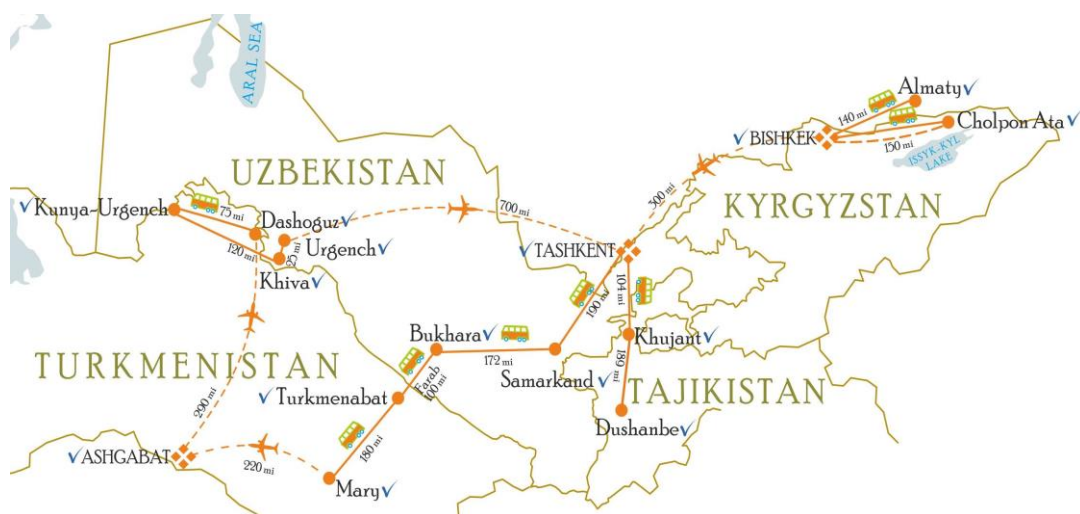 ARAL SEA
Almaty
140 mi
Cholpon Ata
BISHKEK
150 mi
ISSYK-KYL
LAKE
UZBEKISTAN
300 mi
KYRGYZSTAN
Kunya-Urgench
75 mi
Dashoguz
700 mi
Urgench
TASHKENT
120 mi
25 mi
Khiva
104 mi
190 mi
Bukhara
172 mi
Khujant
Samarkand
189 mi
TURKMENISTAN
Farab
100 mi
TAJIKISTAN
Turkmenabat
290 mi
Dushanbe
ASHGABAT
220 mi
180 mi
Mary